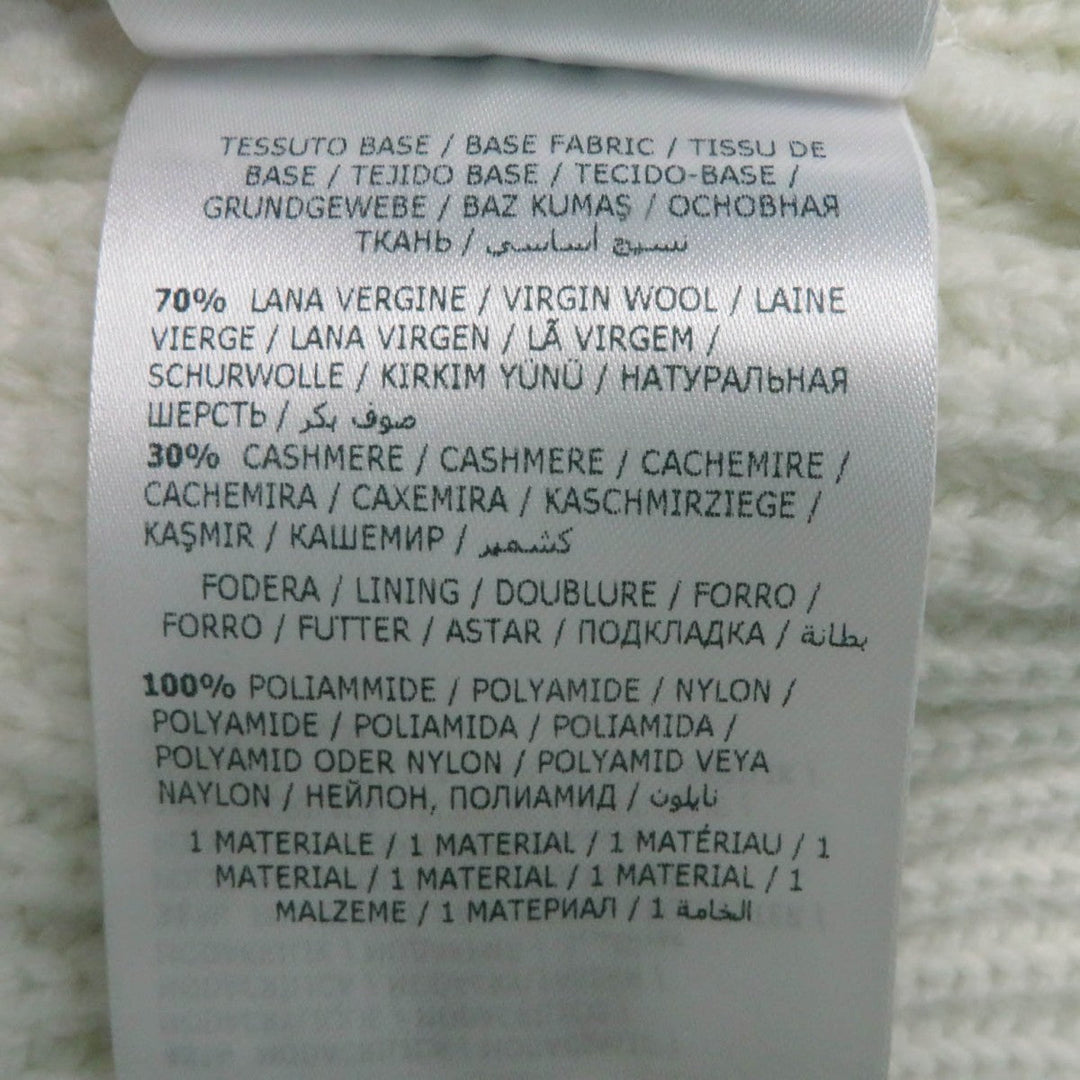 TESSUTO BASE / BASE FABRIC / TISSU DE
BASE / TEJIDO BASE / TECIDO-BASE /
GRUNDGEWEBE / BAZ KUMAŞ / ОСНОВНАЯ
ТКАНЬ / نسيج أساسي
70% LANA VERGINE / VIRGIN WOOL / LAINE
VIERGE / LANA VIRGEN / LÃ VIRGEM /
SCHURWOLLE / KIRKIM YÜNÜ / НАТУРАЛЬНАЯ
ШЕРСТЬ / صوف بكر
30% CASHMERE / CASHMERE / CACHEMIRE /
CACHEMIRA / CAXEMIRA / KASCHMIRZIEGE /
KAŞMIR / КАШЕМИР / كشمير
FODERA / LINING / DOUBLURE / FORRO /
FORRO / FUTTER / ASTAR / ПОДКЛАДКА / بطانة
100% POLIAMMIDE / POLYAMIDE / NYLON /
POLYAMIDE / POLIAMIDA / POLIAMIDA /
POLYAMID ODER NYLON / POLYAMID VEYA
NAYLON / НЕЙЛОН, ПОЛИАМИД / نايلون
1 MATERIALE / 1 MATERIAL / 1 MATÉRIAU / 1
MATERIAL / 1 MATERIAL / 1 MATERIAL / 1
MALZEME / 1 МАТЕРИАЛ / 1 الخامة